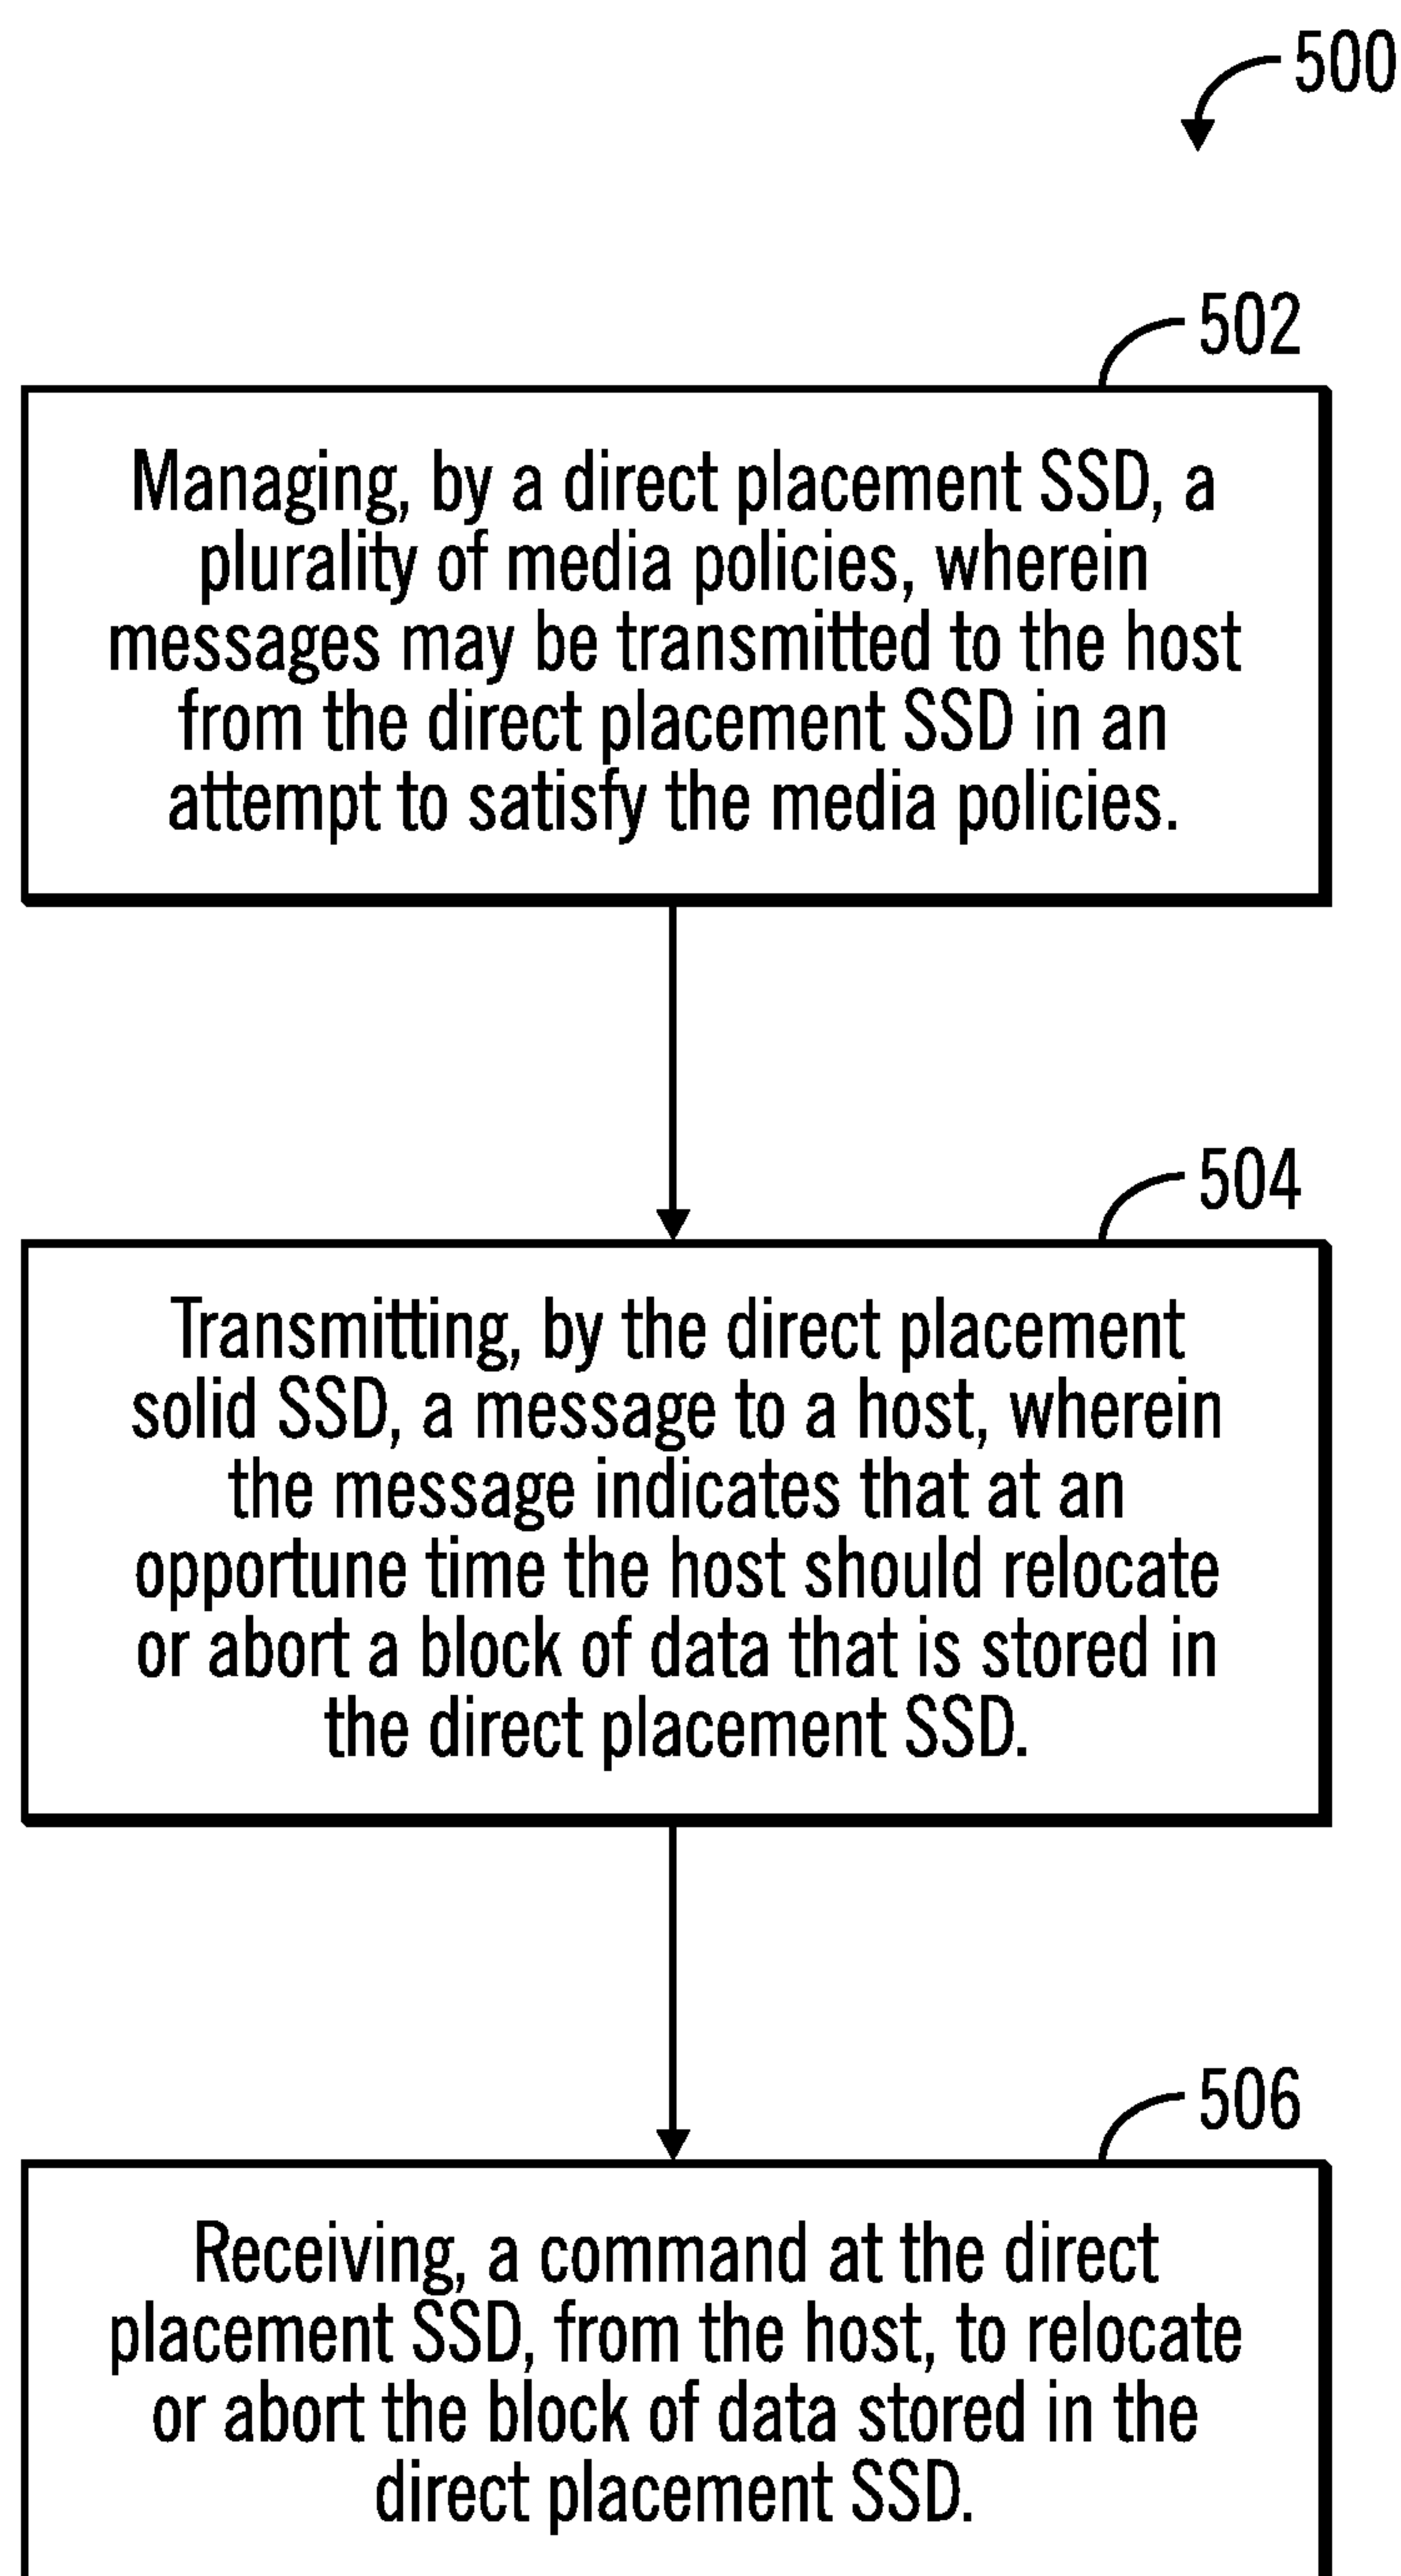 500
502
Managing, by a direct placement SSD, a
plurality of media policies, wherein
messages may be transmitted to the host
from the direct placement SSD in an
attempt to satisfy the media policies.
504
Transmitting, by the direct placement
solid SSD, a message to a host, wherein
the message indicates that at an
opportune time the host should relocate
or abort a block of data that is stored in
the direct placement SSD.
506
Receiving, a command at the direct
placement SSD, from the host, to relocate
or abort the block of data stored in the
direct placement SSD.